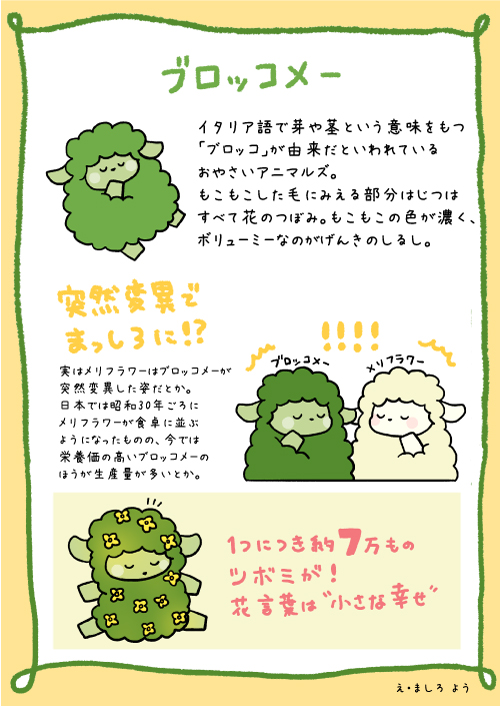 ブロッコメー
イタリア語で芽や茎という意味をもつ
「ブロッコ」が由来だといわれている
おやさいアニマルズ。
もこもこした毛にみえる部分はじつは
すべて花のつぼみ。もこもこの色が濃く、
ボリューミーなのがげんきのしるし。
突然変異で
まっしろに!?
!!!!
実はメリフラワーはブロッコメーが
突然変異した姿だとか。
日本では昭和30年ごろに
メリフラワーが食卓に並ぶ
ようになったものの、今では
栄養価の高いブロッコメーの
ほうが生産量が多いとか。
ブロッコメー
メリフラワー
1つにつき約7万もの
ツボミが!
花言葉は"小さな幸せ"
え・ましろ よう